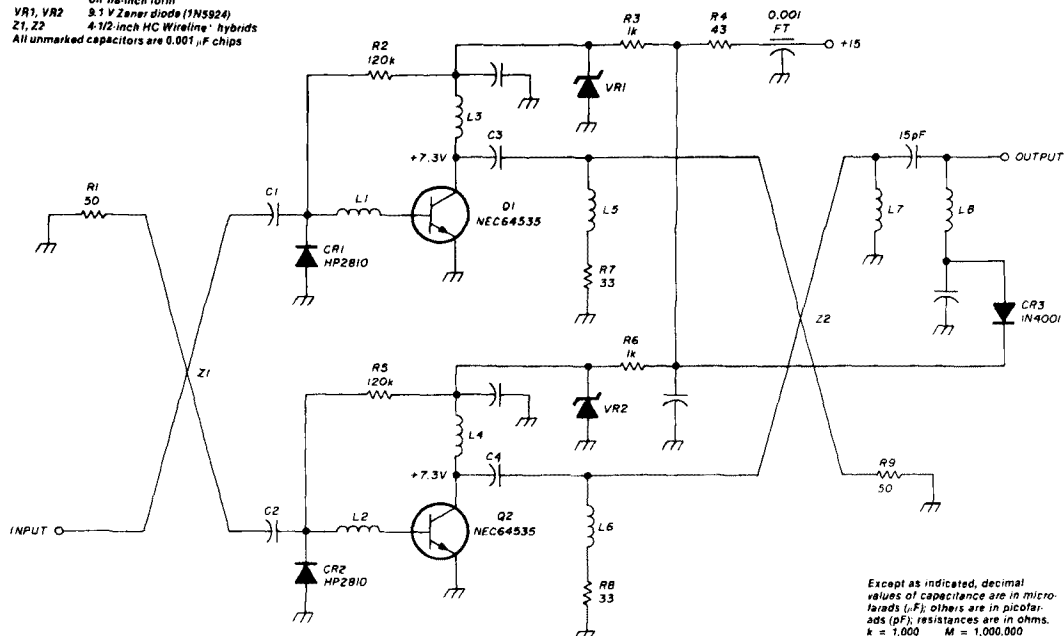 on 1/8-inch form
VR1, VR2 9.1 V Zener diode (1N5924)
Z1, Z2 4-1/2-inch HC Wireline* hybrids
All unmarked capacitors are 0.001 μF chips
R2
120k
R3
1k
R4
43
0.001
FT
+15
VR1
L3
+7.3V
C3
15pF
OUTPUT
R1
50
C1
L1
Q1
NEC64535
L5
L7
L8
CR1
HP2810
R7
33
CR3
1N4001
Z2
Z1
R5
120k
R6
1k
VR2
L4
+7.3V
C4
R9
50
INPUT
C2
L2
Q2
NEC64535
L6
CR2
HP2810
R8
33
Except as indicated, decimal
values of capacitance are in micro-
farads (μF); others are in picofar-
ads (pF); resistances are in ohms.
k = 1,000 M = 1,000,000